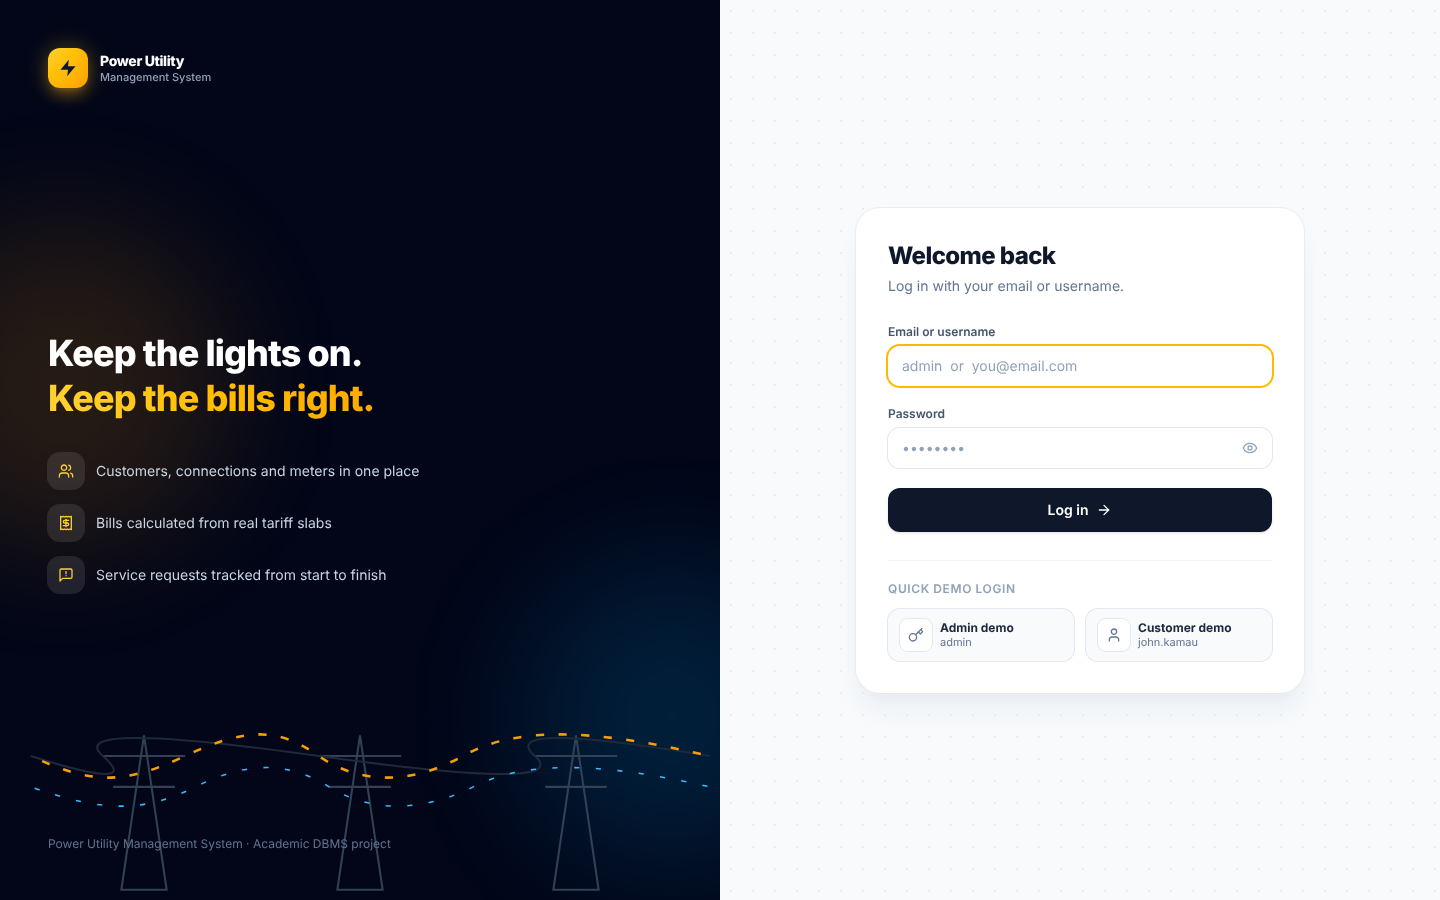 Power Utility
Management System
Keep the lights on.
Keep the bills right.
Customers, connections and meters in one place
Bills calculated from real tariff slabs
Service requests tracked from start to finish
Power Utility Management System · Academic DBMS project
Welcome back
Log in with your email or username.
Email or username
admin or you@email.com
Password
••••••••
Log in
QUICK DEMO LOGIN
Admin demo
admin
Customer demo
john.kamau